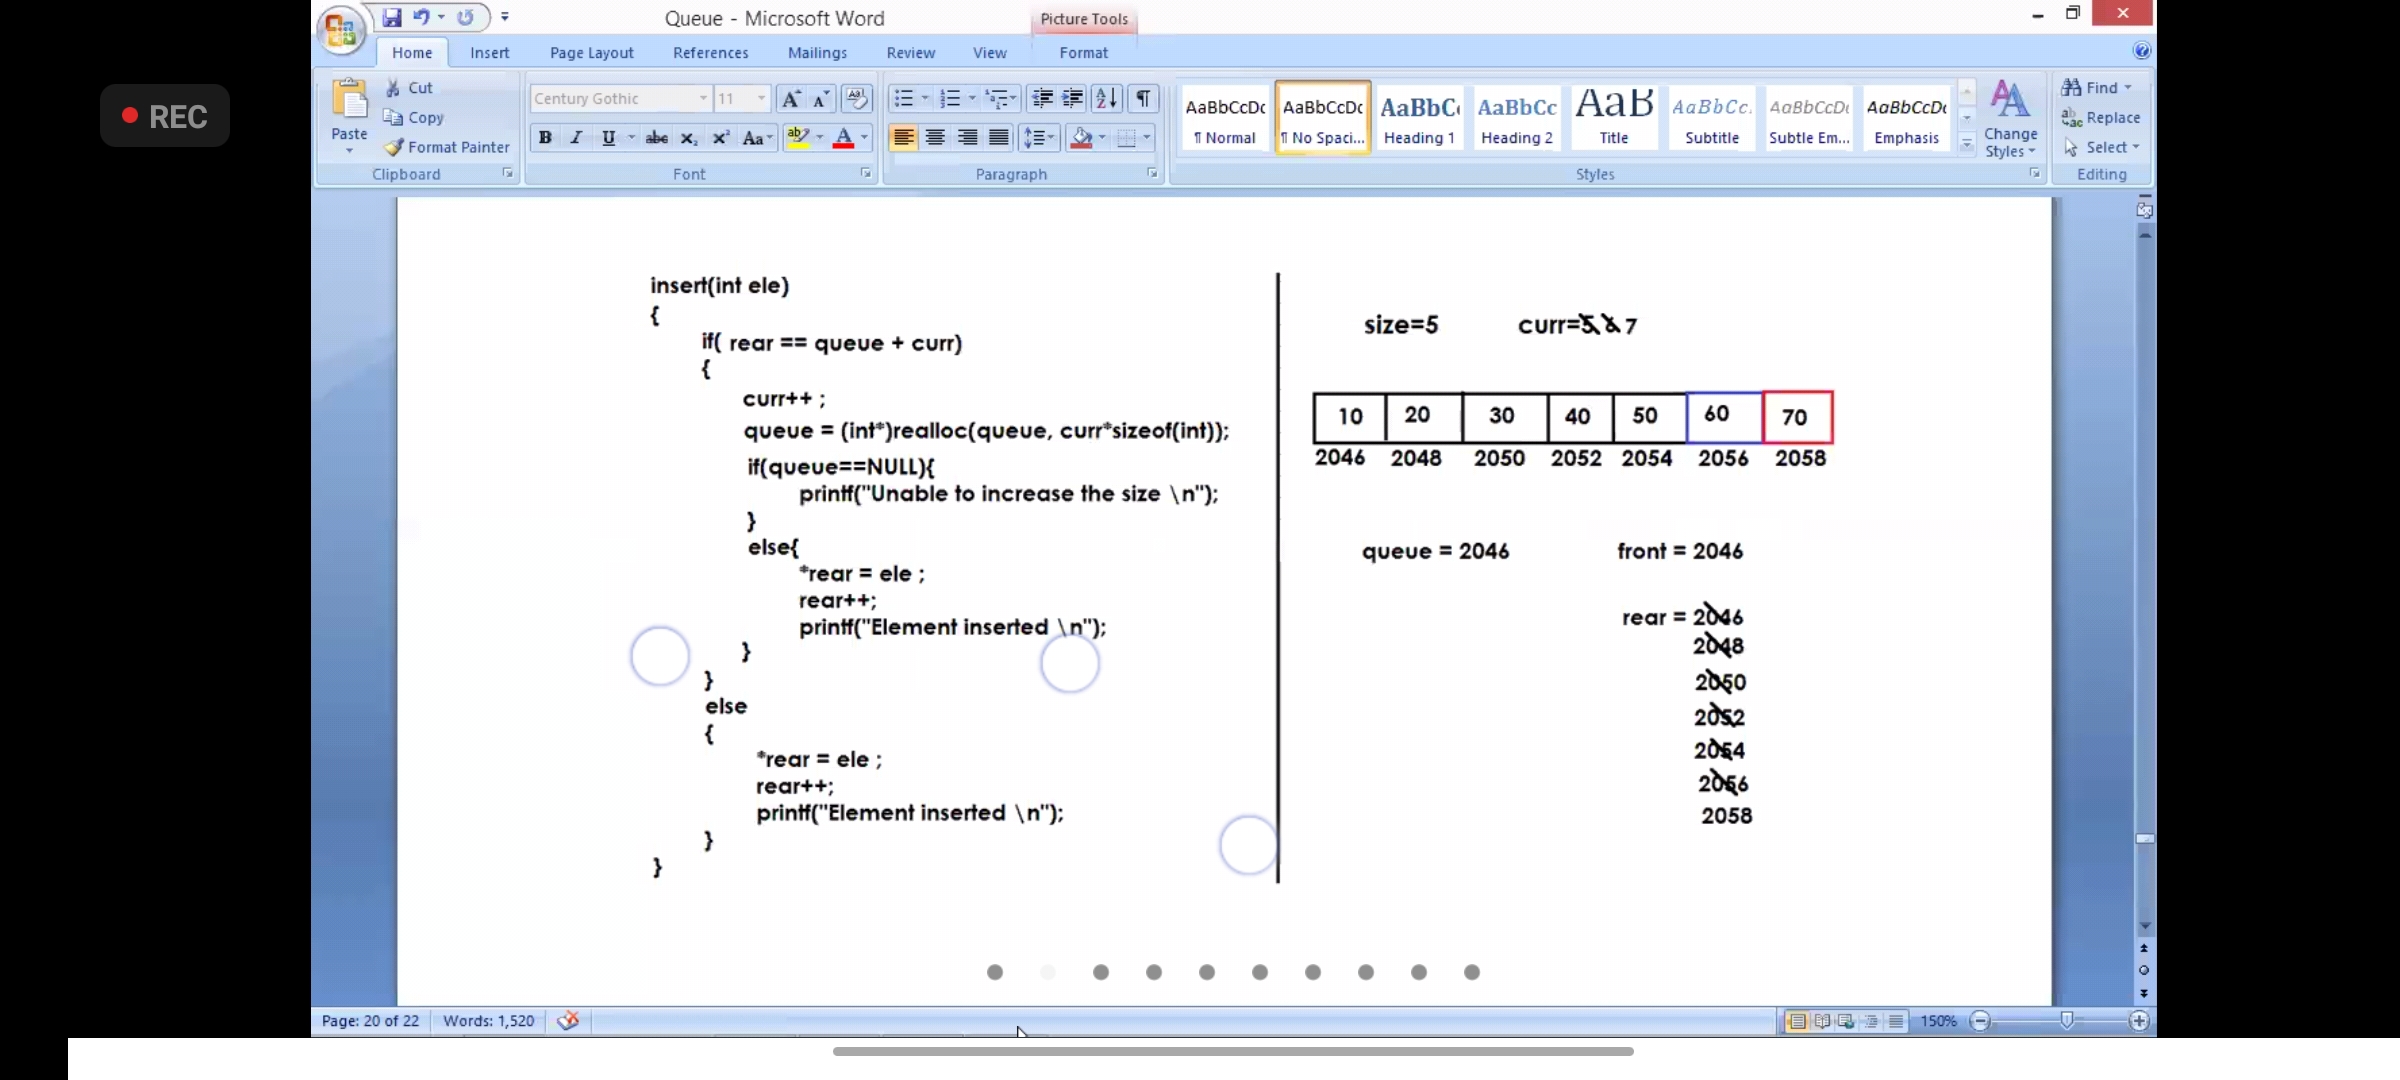 Queue - Microsoft Word
Picture Tools
Home Insert Page Layout References Mailings Review View Format
REC
Paste
Cut
Copy
Format Painter
Clipboard
Century Gothic 11
Font
Paragraph
AaBbCcDc AaBbCcDc AaBbC AaBbCc AaB AaBbCc. AaBbCcDc AaBbCcDc
¶ Normal ¶ No Spaci... Heading 1 Heading 2 Title Subtitle Subtle Em... Emphasis
Change
Styles
Styles
Find
Replace
Select
Editing
insert(int ele)
{
if( rear == queue + curr)
{
curr++ ;
queue = (int*)realloc(queue, curr*sizeof(int));
if(queue==NULL){
printf("Unable to increase the size \n");
}
else{
*rear = ele ;
rear++;
printf("Element inserted \n");
}
}
else
{
*rear = ele ;
rear++;
printf("Element inserted \n");
}
}
size=5 curr=5 6 7
10 20 30 40 50 60 70
2046 2048 2050 2052 2054 2056 2058
queue = 2046 front = 2046
rear = 2046
2048
2050
2052
2054
2056
2058
Page: 20 of 22 Words: 1,520 150%